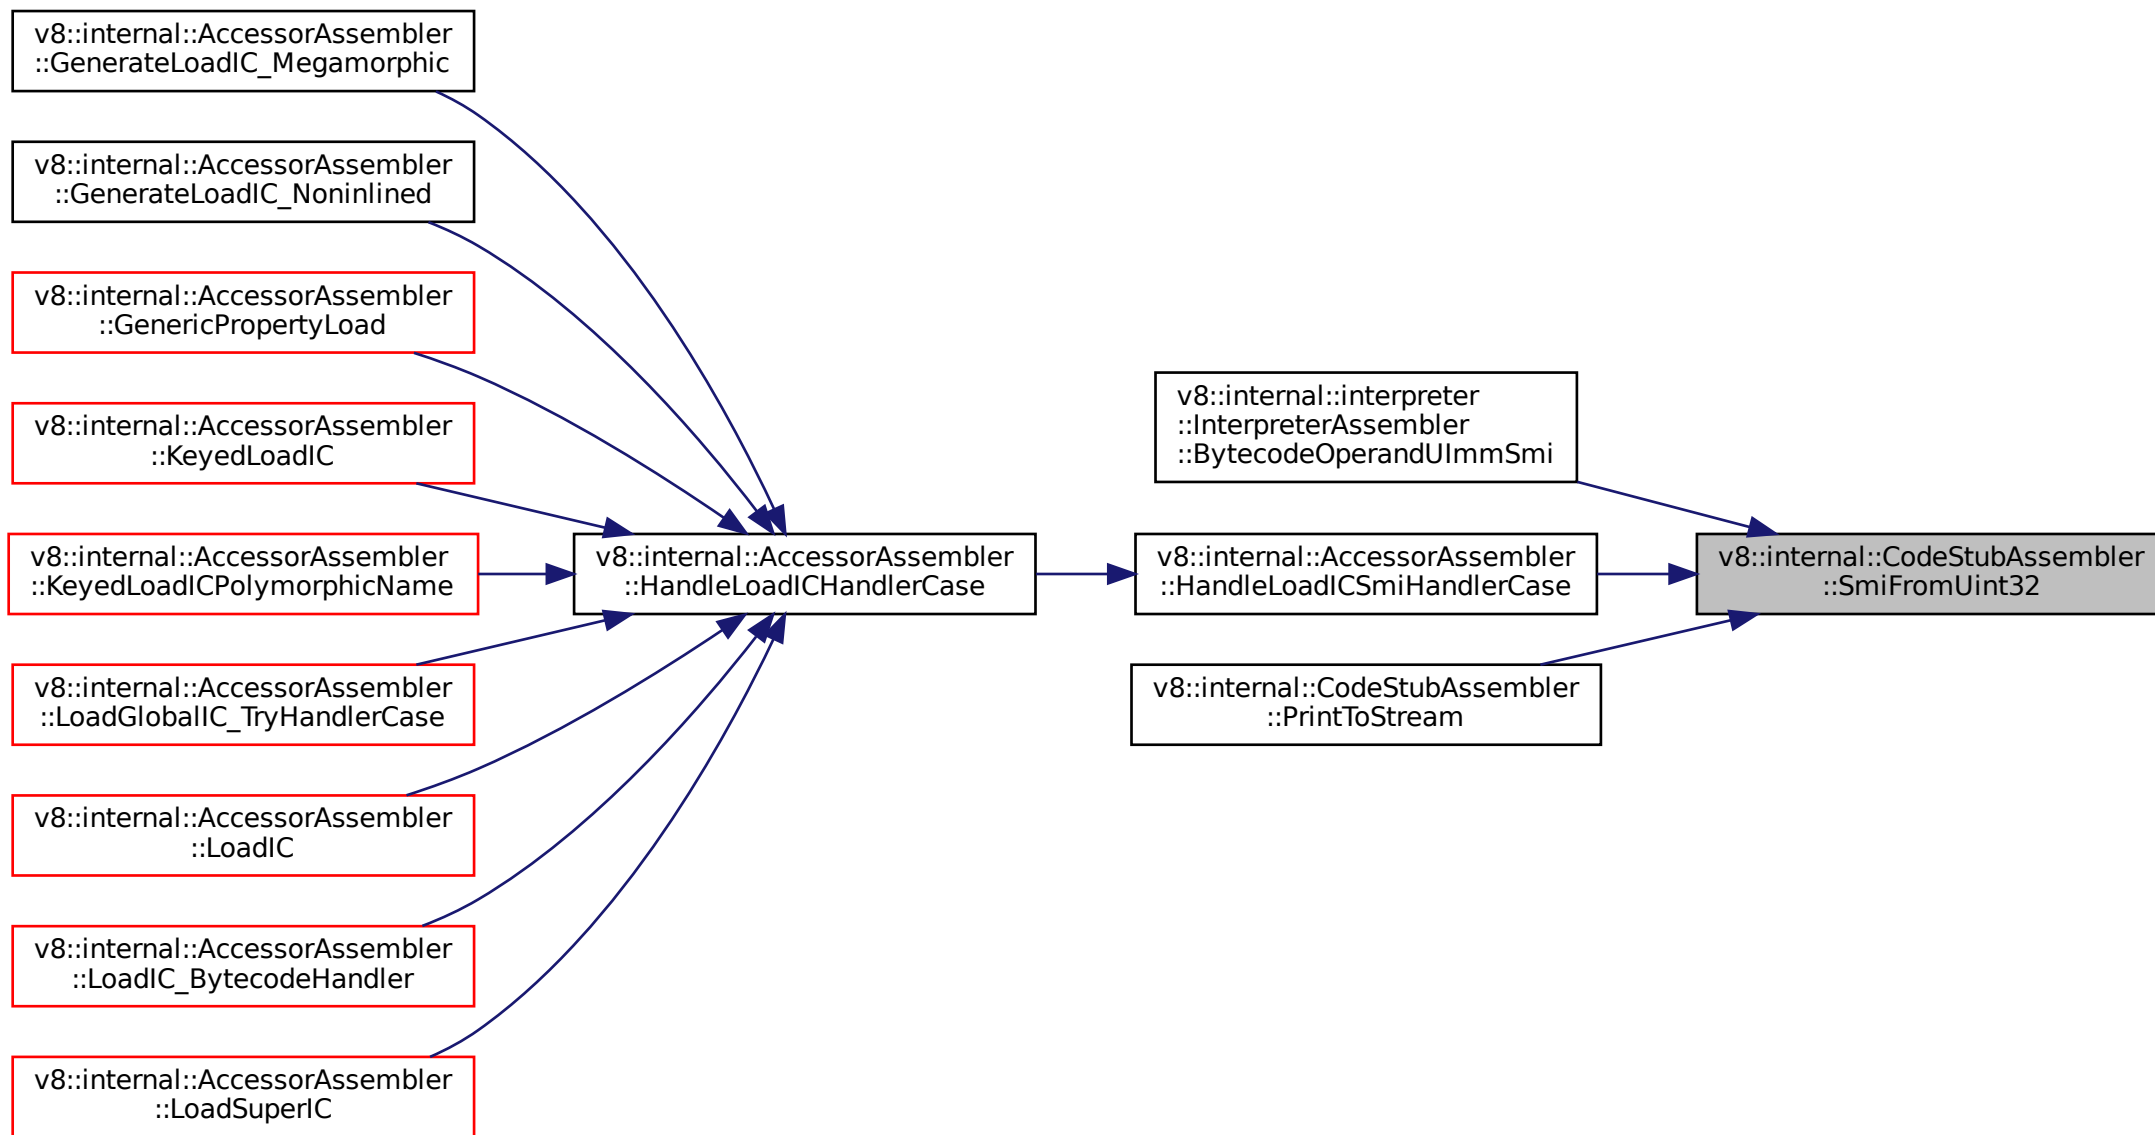 v8::internal::AccessorAssembler
::GenerateLoadIC_Megamorphic
v8::internal::AccessorAssembler
::GenerateLoadIC_Noninlined
v8::internal::AccessorAssembler
::GenericPropertyLoad
v8::internal::AccessorAssembler
::KeyedLoadIC
v8::internal::AccessorAssembler
::KeyedLoadICPolymorphicName
v8::internal::AccessorAssembler
::LoadGlobalIC_TryHandlerCase
v8::internal::AccessorAssembler
::LoadIC
v8::internal::AccessorAssembler
::LoadIC_BytecodeHandler
v8::internal::AccessorAssembler
::LoadSuperIC
v8::internal::AccessorAssembler
::HandleLoadICHandlerCase
v8::internal::interpreter
::InterpreterAssembler
::BytecodeOperandUImmSmi
v8::internal::AccessorAssembler
::HandleLoadICSmiHandlerCase
v8::internal::CodeStubAssembler
::PrintToStream
v8::internal::CodeStubAssembler
::SmiFromUint32